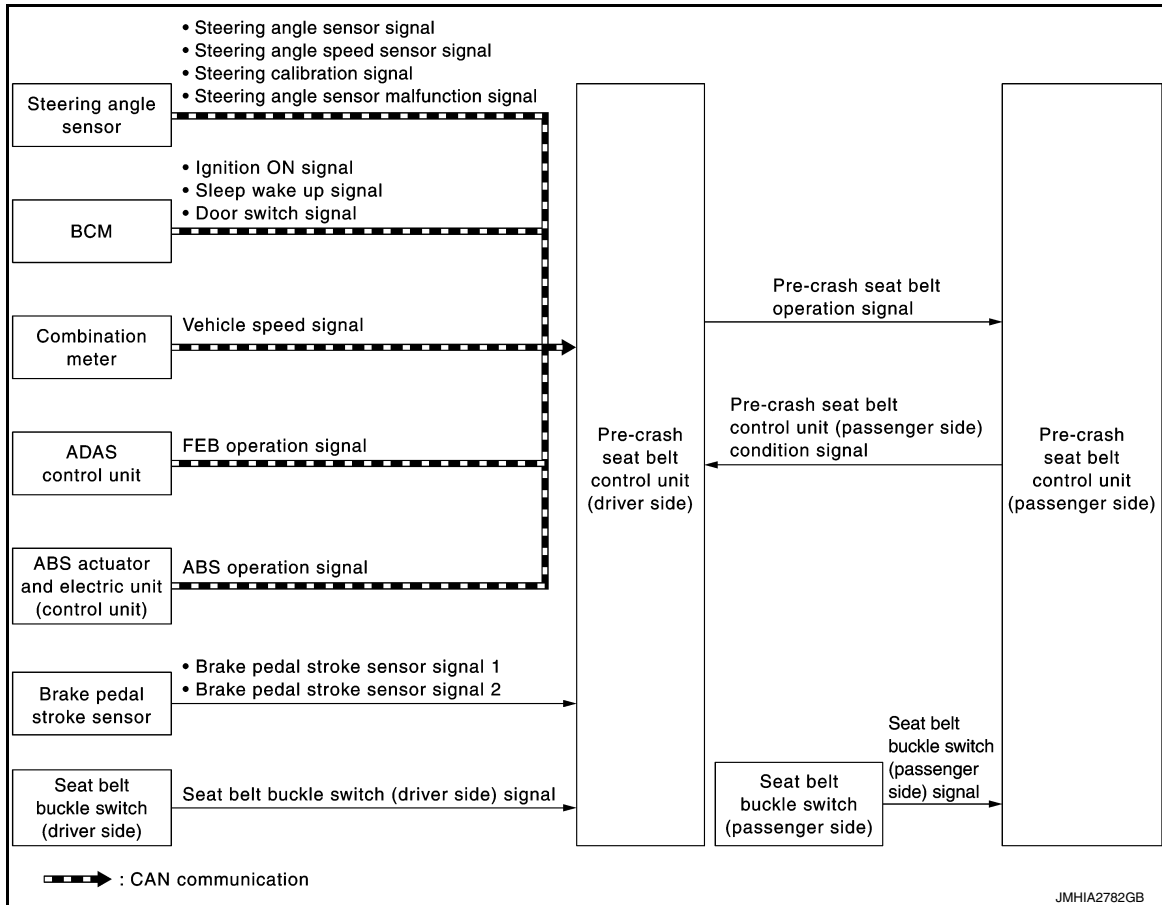 • Steering angle sensor signal
• Steering angle speed sensor signal
• Steering calibration signal
• Steering angle sensor malfunction signal
Steering angle
sensor
• Ignition ON signal
• Sleep wake up signal
• Door switch signal
BCM
Vehicle speed signal
Combination
meter
FEB operation signal
ADAS
control unit
ABS operation signal
ABS actuator
and electric unit
(control unit)
• Brake pedal stroke sensor signal 1
• Brake pedal stroke sensor signal 2
Brake pedal
stroke sensor
Seat belt
buckle switch
(driver side)
Seat belt buckle switch (driver side) signal
Pre-crash
seat belt
control unit
(driver side)
Pre-crash seat belt
operation signal
Pre-crash seat belt
control unit (passenger side)
condition signal
Pre-crash
seat belt
control unit
(passenger side)
Seat belt
buckle switch
(passenger side)
Seat belt
buckle switch
(passenger
side) signal
: CAN communication
JMHIA2782GB